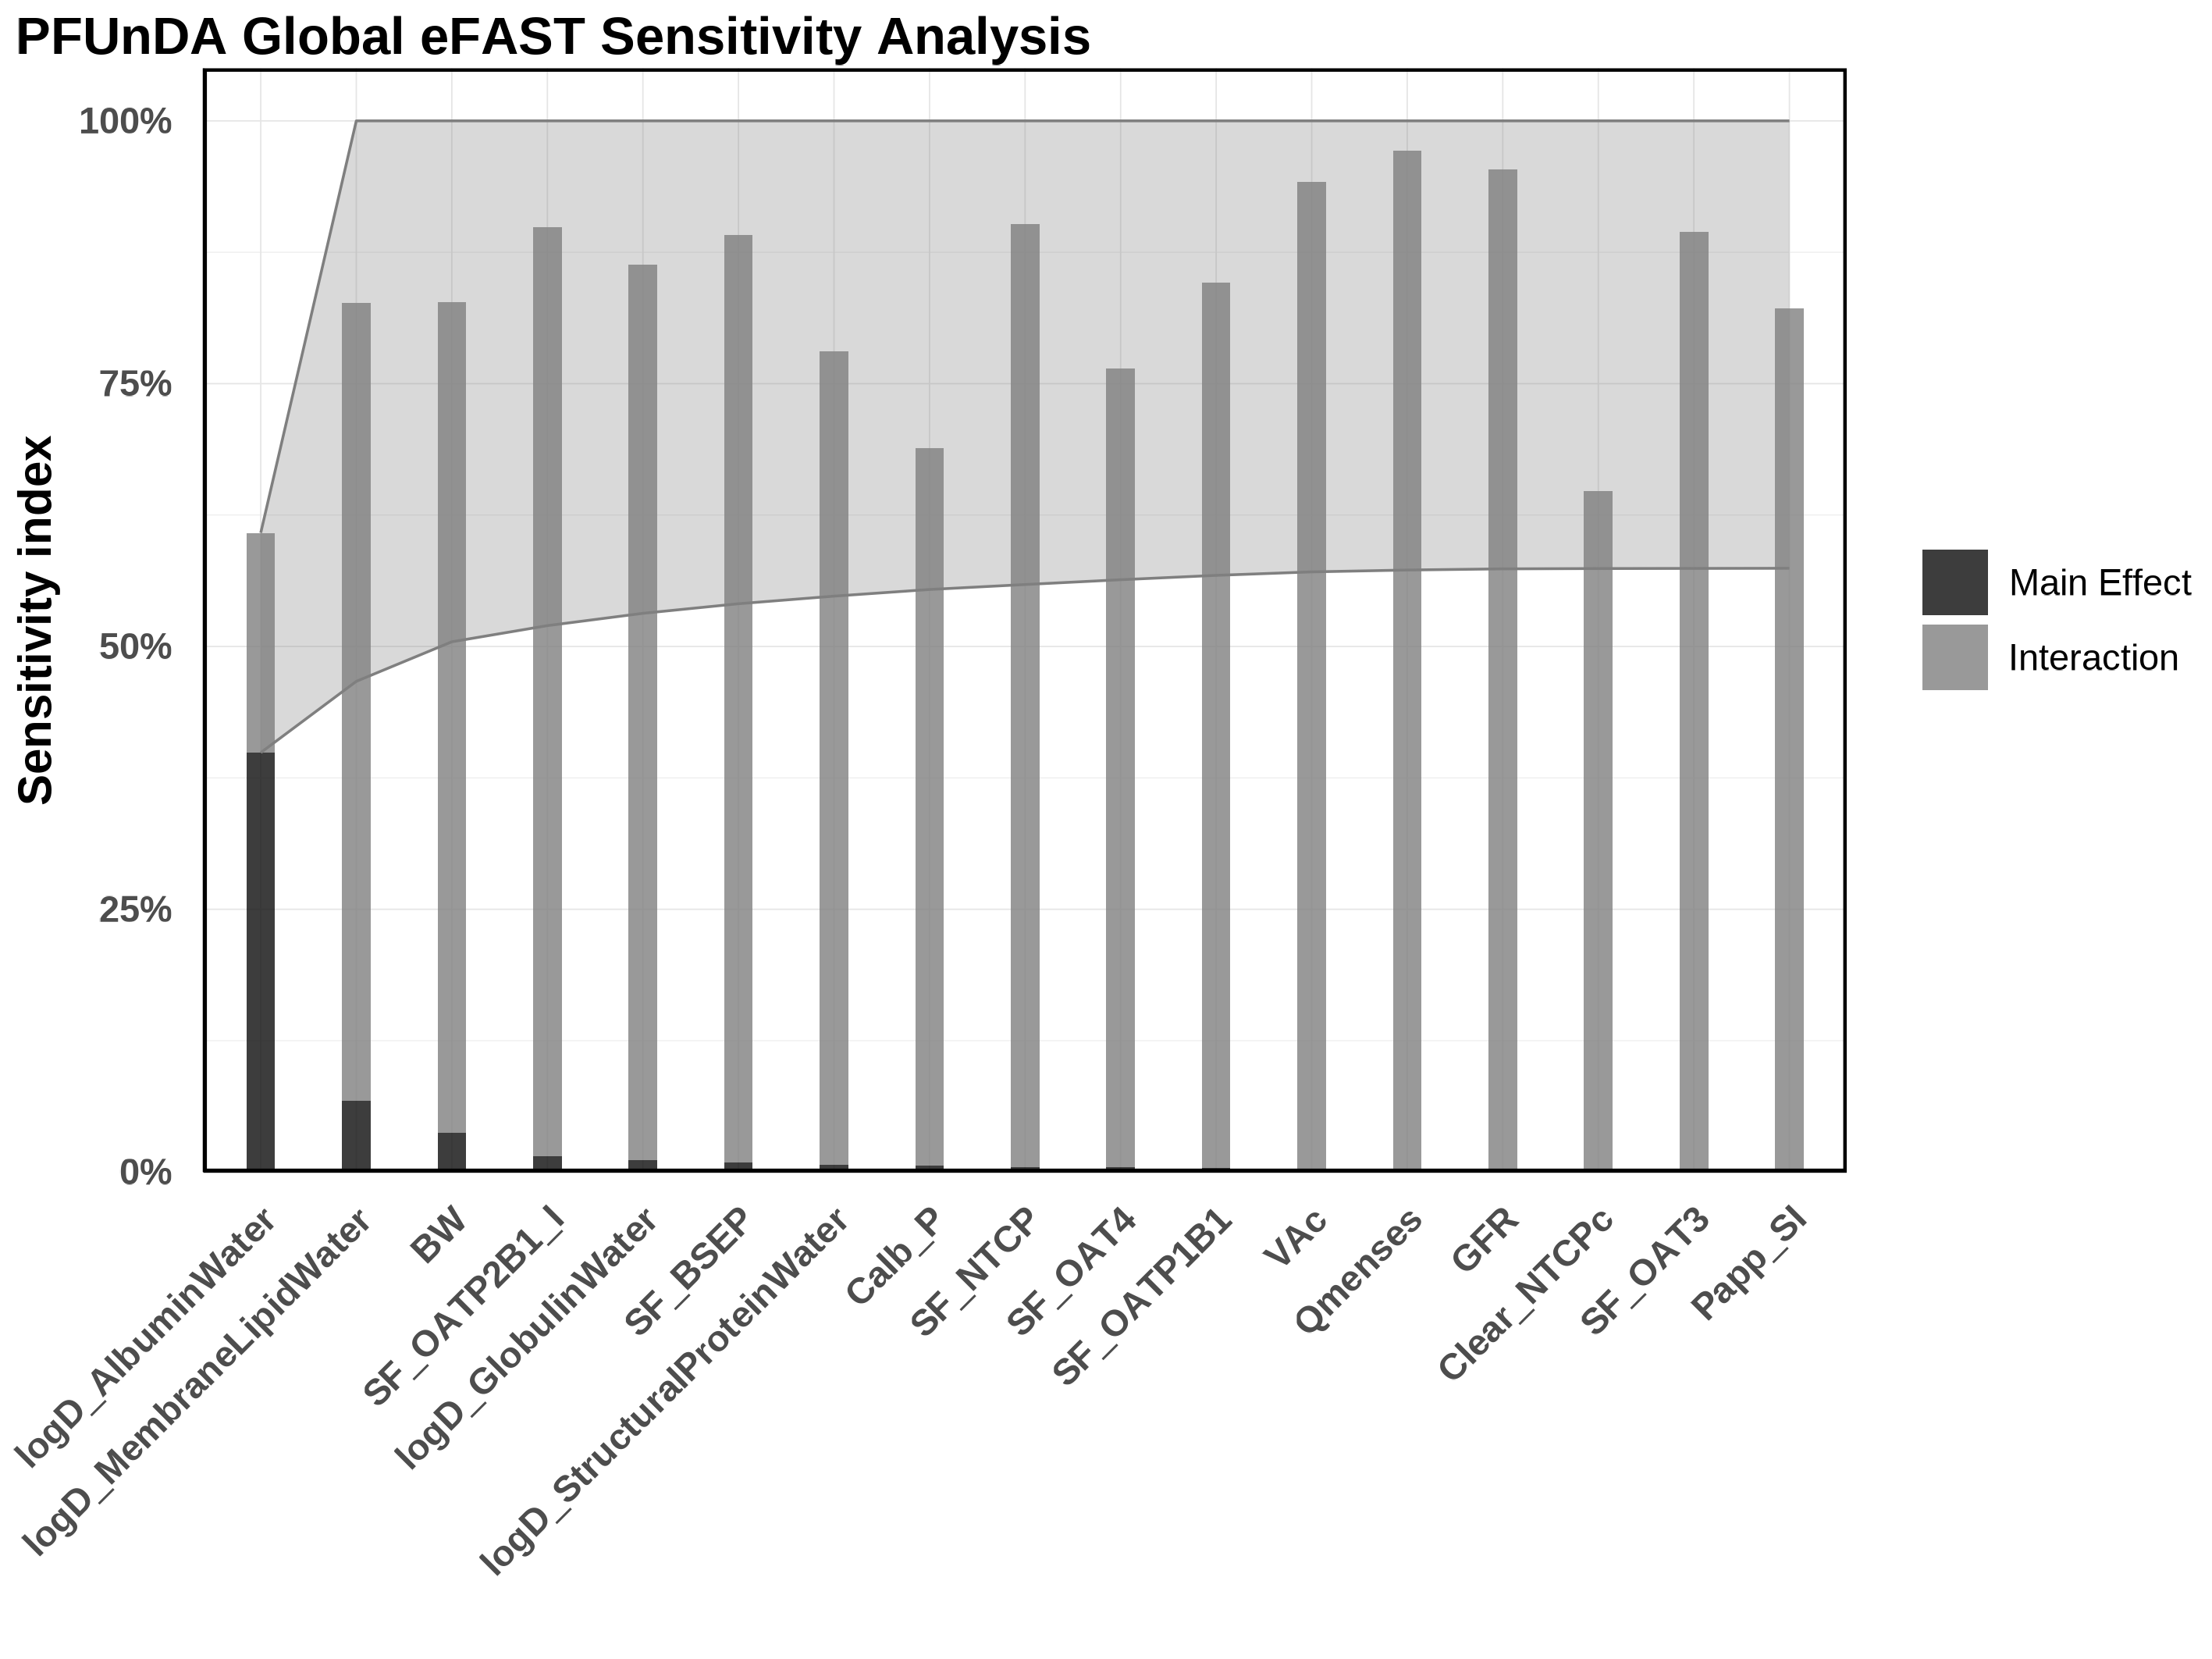 PFUnDA Global eFAST Sensitivity Analysis
Sensitivity index
100%
75%
50%
25%
0%
logD_AlbuminWater
logD_MembraneLipidWater
BW
SF_OATP2B1_I
logD_GlobulinWater
SF_BSEP
logD_StructuralProteinWater
Calb_P
SF_NTCP
SF_OAT4
SF_OATP1B1
VAc
Qmenses
GFR
Clear_NTCPc
SF_OAT3
Papp_SI
Main Effect
Interaction